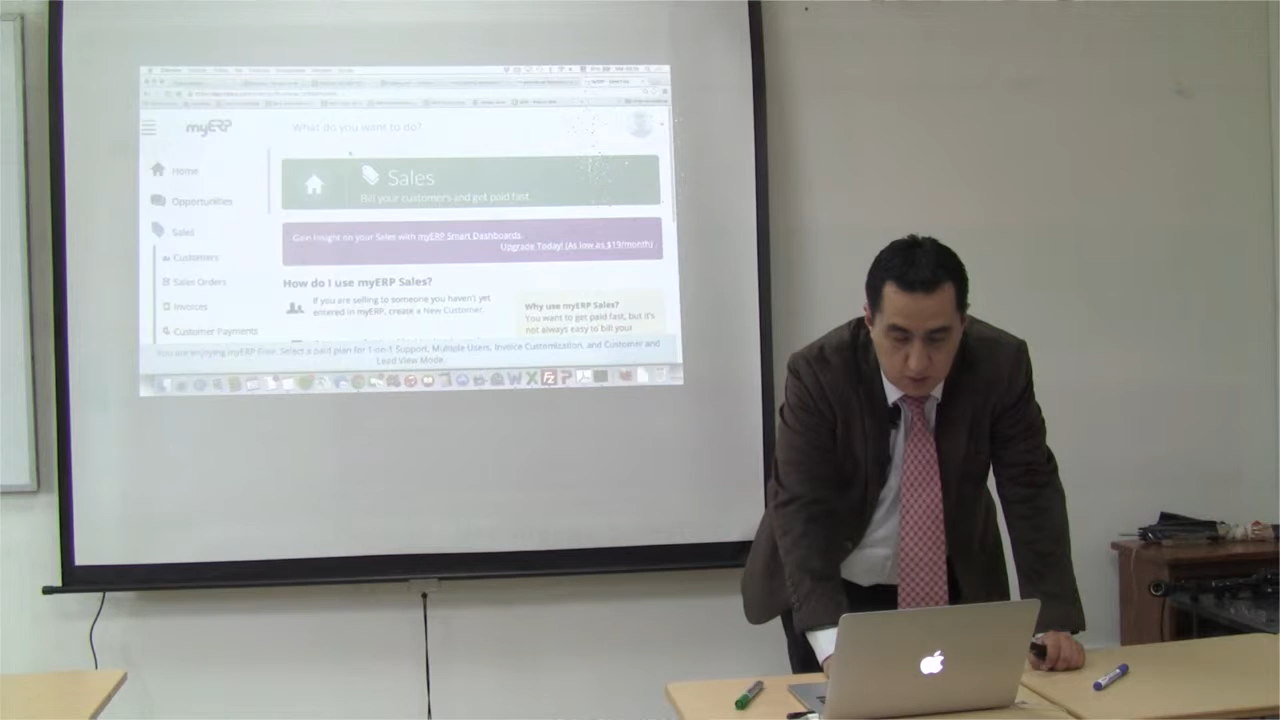 myERP
What do you want to do?
Home
Opportunities
Sales
Customers
Sales Orders
Invoices
Customer Payments
Sales
Bill your customers and get paid fast.
Gain insight on your Sales with myERP Smart Dashboards.
Upgrade Today! (As low as $19/month)
How do I use myERP Sales?
If you are selling to someone you haven't yet
entered in myERP, create a New Customer.
Why use myERP Sales?
You want to get paid fast, but it's
not always easy to bill your
You are enjoying myERP Free. Select a paid plan for 1-on-1 Support, Multiple Users, Invoice Customization, and Customer and
Lead View Mode.